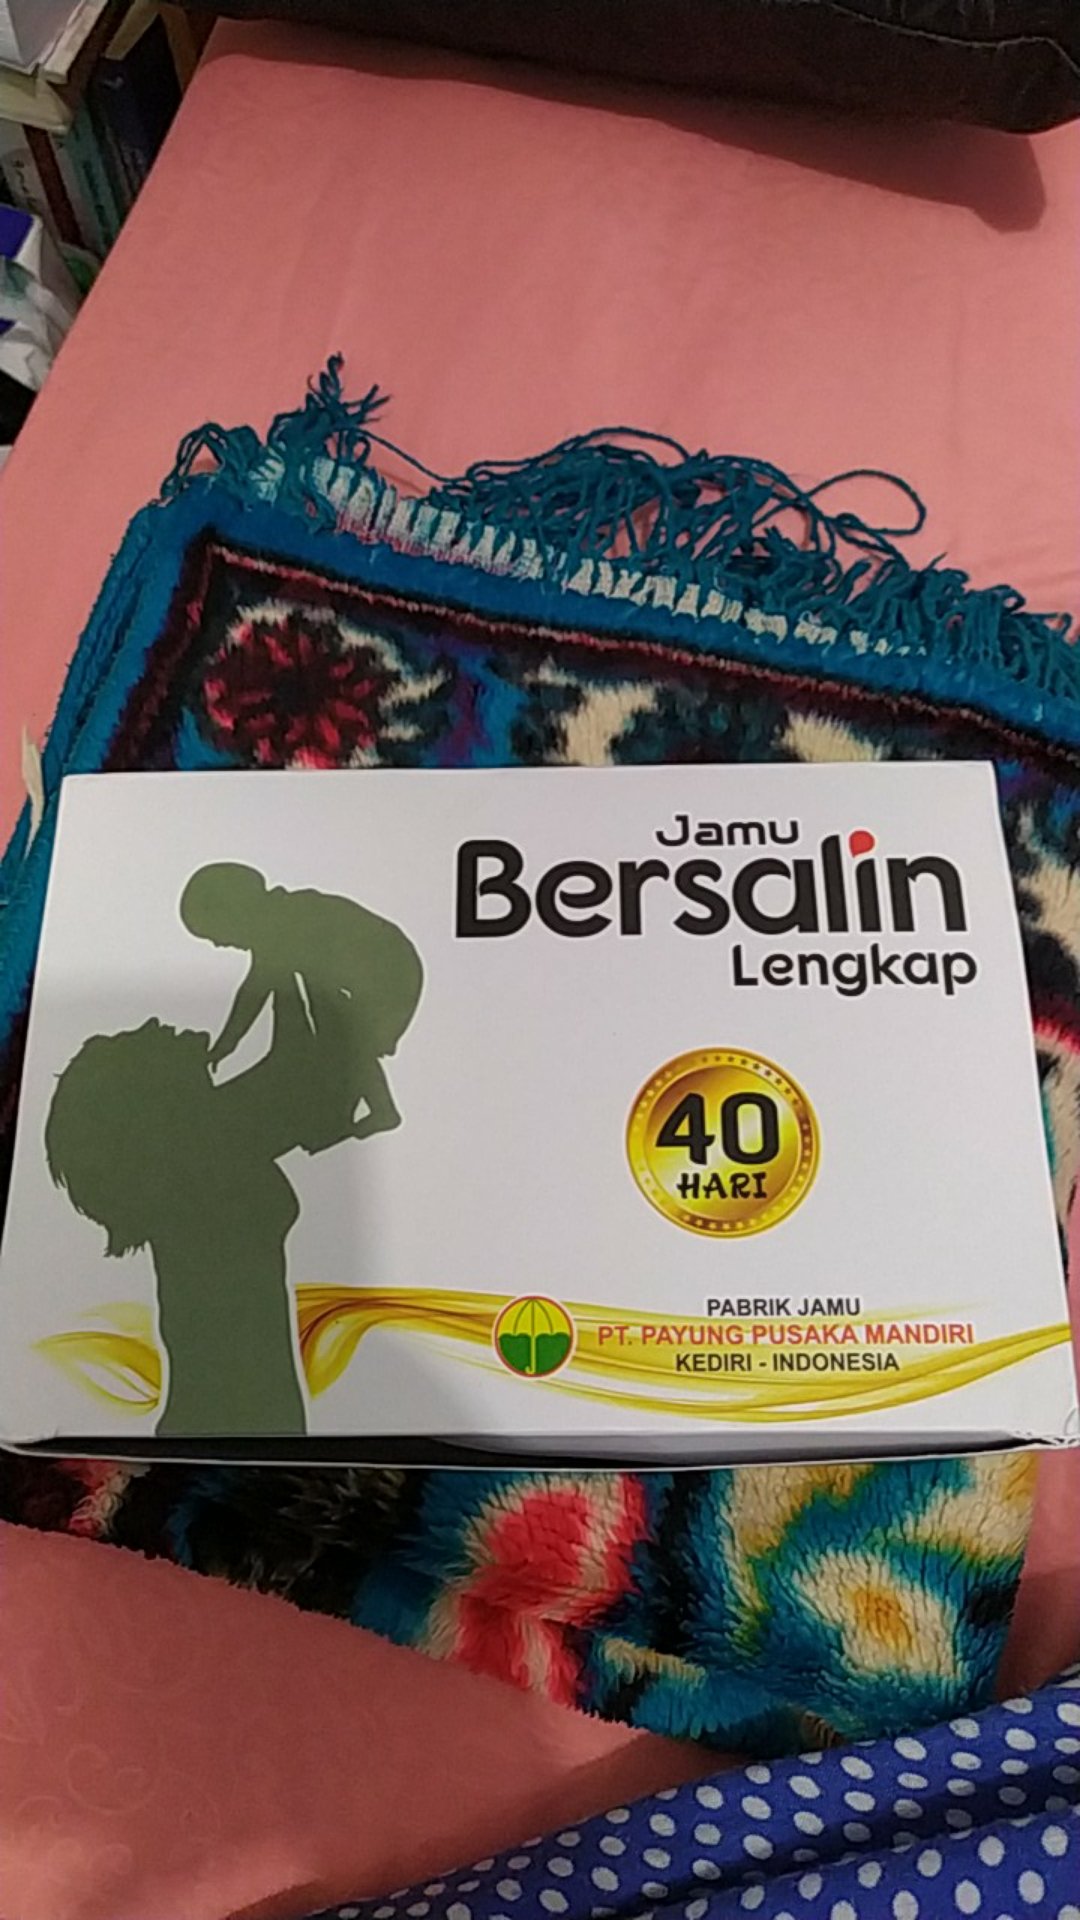 Jamu
Bersalin
Lengkap
40
HARI
PABRIK JAMU
PT. PAYUNG PUSAKA MANDIRI
KEDIRI - INDONESIA